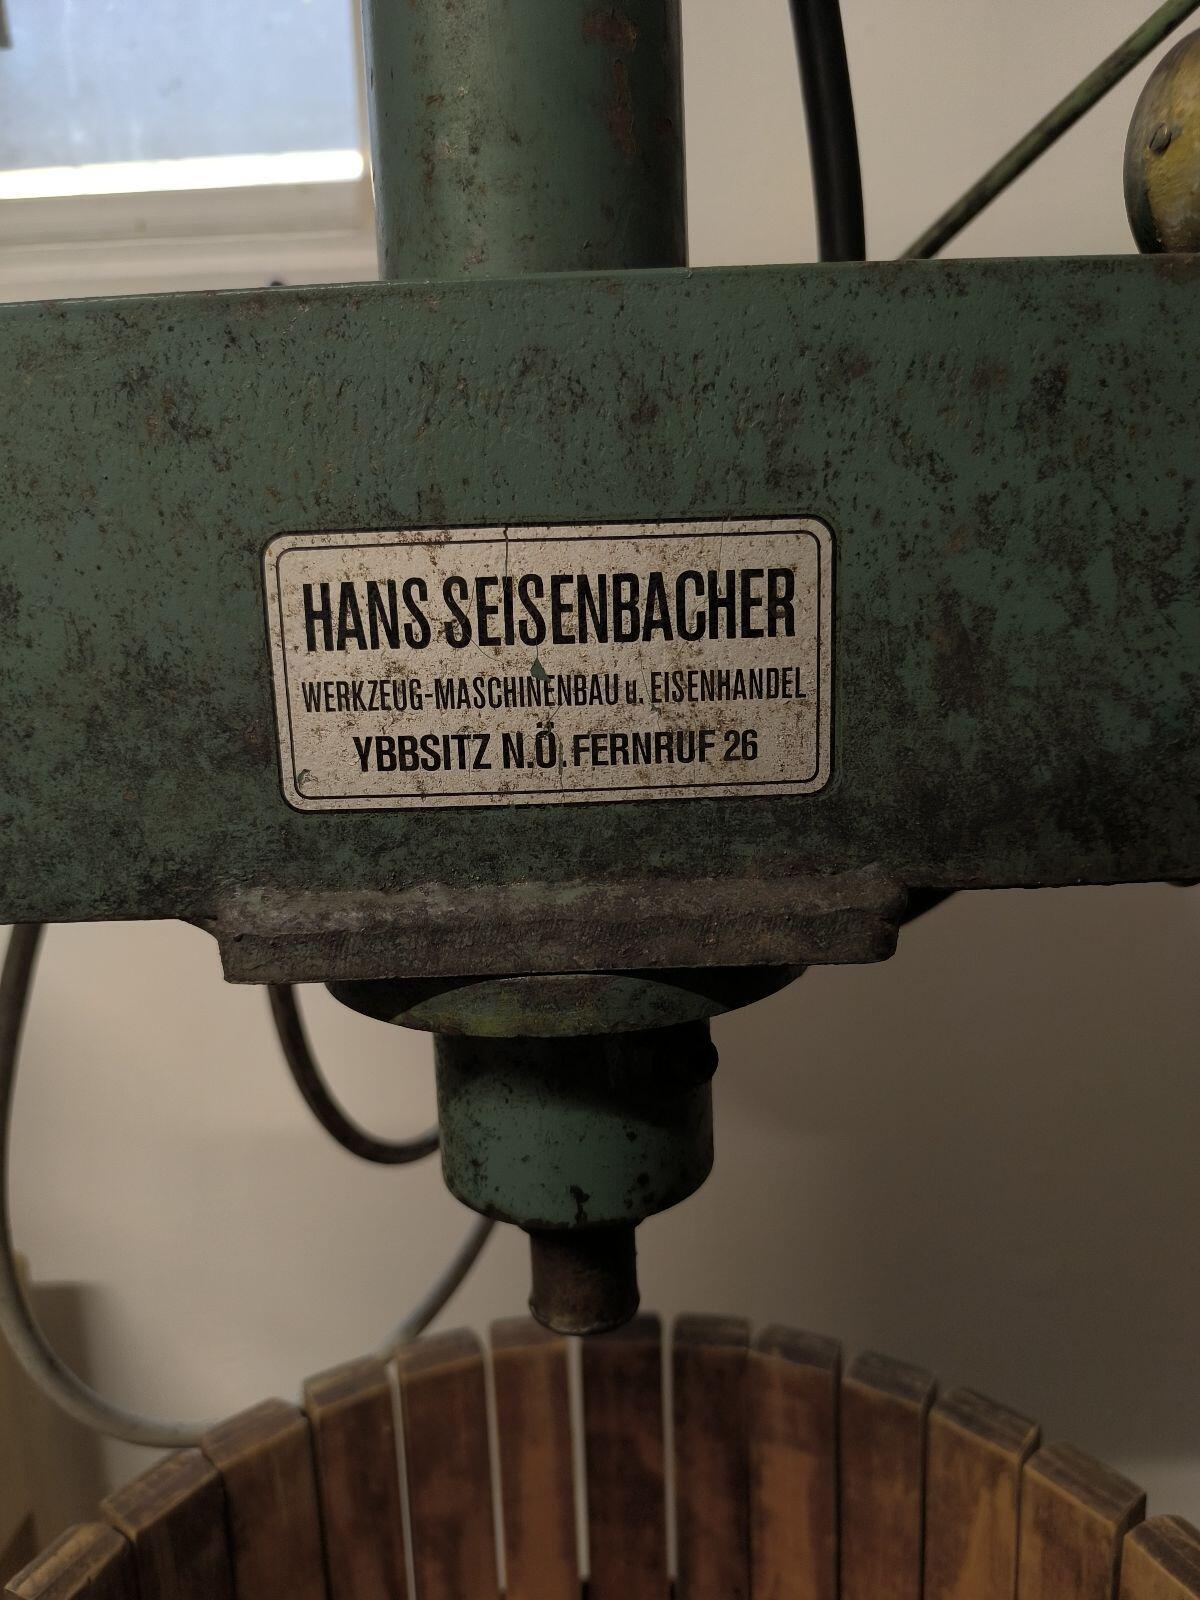 HANS SEISENBACHER
WERKZEUG-MASCHINENBAU u. EISENHANDEL
YBBSITZ N.Ö. FERNRUF 26